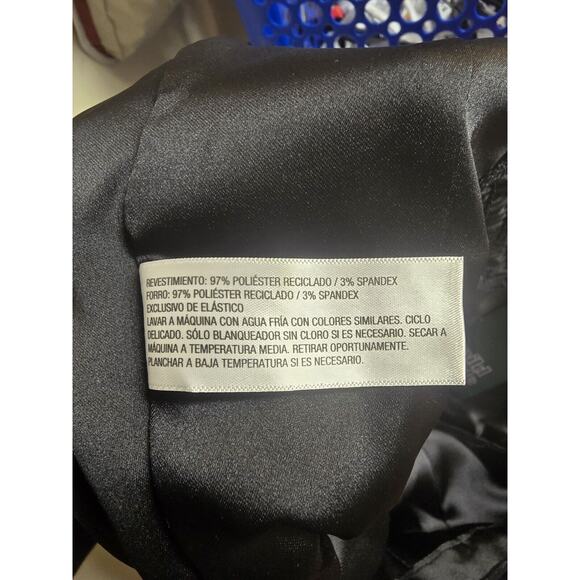 REVESTIMIENTO: 97% POLIÉSTER RECICLADO / 3% SPANDEX
FORRO: 97% POLIÉSTER RECICLADO / 3% SPANDEX
EXCLUSIVO DE ELÁSTICO
LAVAR A MÁQUINA CON AGUA FRÍA CON COLORES SIMILARES. CICLO
DELICADO. SÓLO BLANQUEADOR SIN CLORO SI ES NECESARIO. SECAR A
MÁQUINA A TEMPERATURA MEDIA. RETIRAR OPORTUNAMENTE.
PLANCHAR A BAJA TEMPERATURA SI ES NECESARIO.